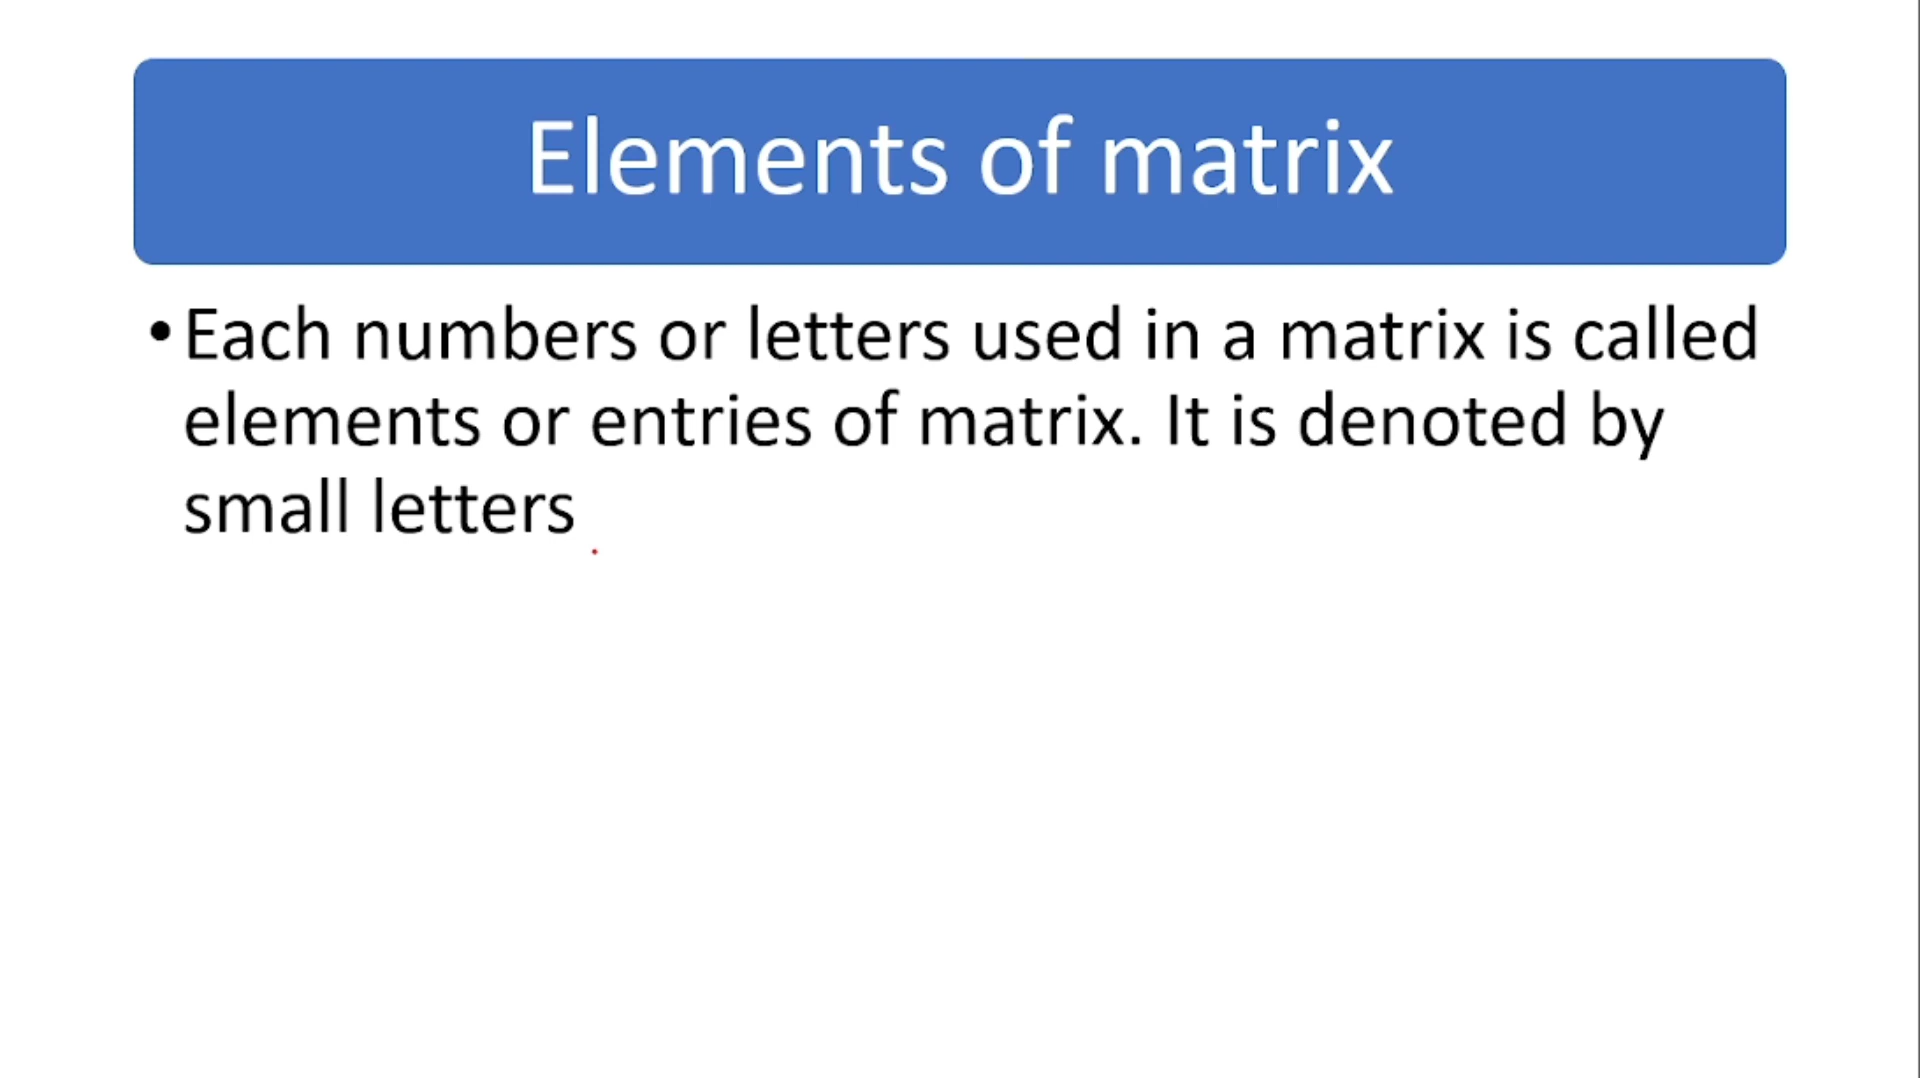 Elements of matrix
•Each numbers or letters used in a matrix is called
elements or entries of matrix. It is denoted by
small letters